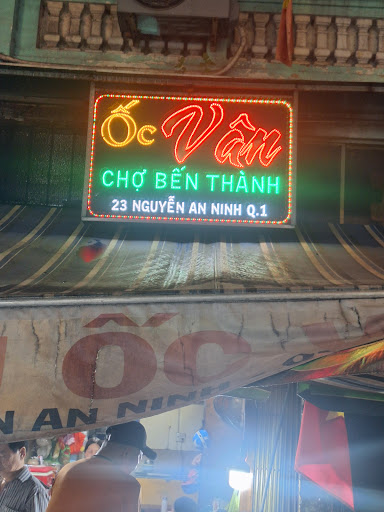 Ốc Vân
CHỢ BẾN THÀNH
23 NGUYỄN AN NINH Q.1
ỐC
AN NINH